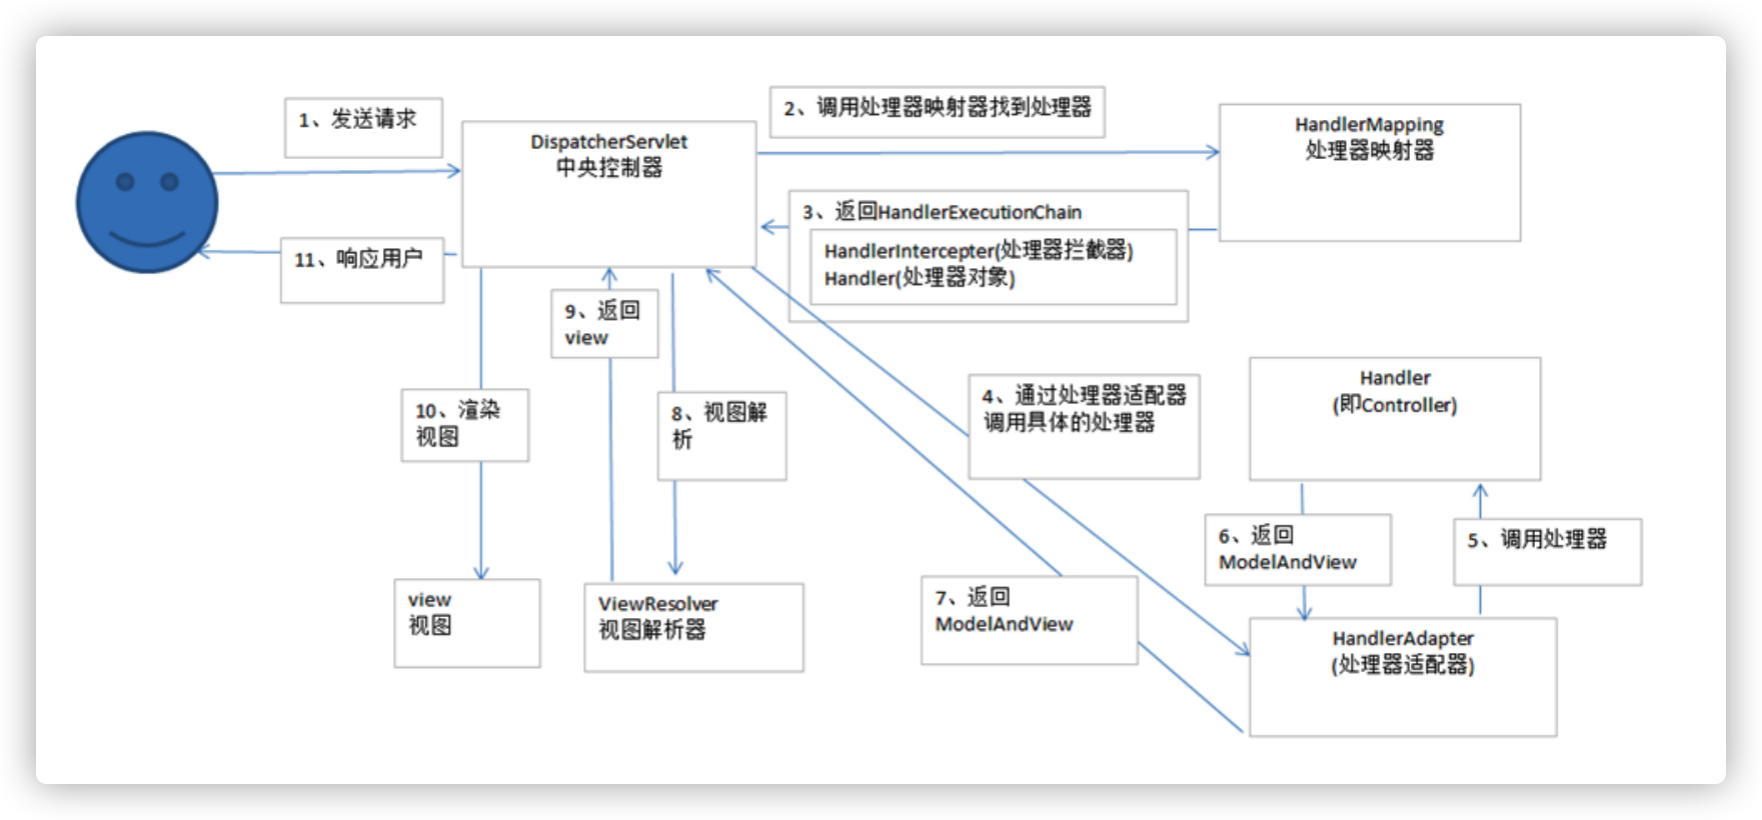 1、发送请求
DispatcherServlet
中央控制器
2、调用处理器映射器找到处理器
HandlerMapping
处理器映射器
3、返回HandlerExecutionChain
HandlerIntercepter(处理器拦截器)
Handler(处理器对象)
11、响应用户
9、返回
view
10、渲染
视图
8、视图解
析
4、通过处理器适配器
调用具体的处理器
Handler
(即Controller)
6、返回
ModelAndView
5、调用处理器
7、返回
ModelAndView
view
视图
ViewResolver
视图解析器
HandlerAdapter
(处理器适配器)